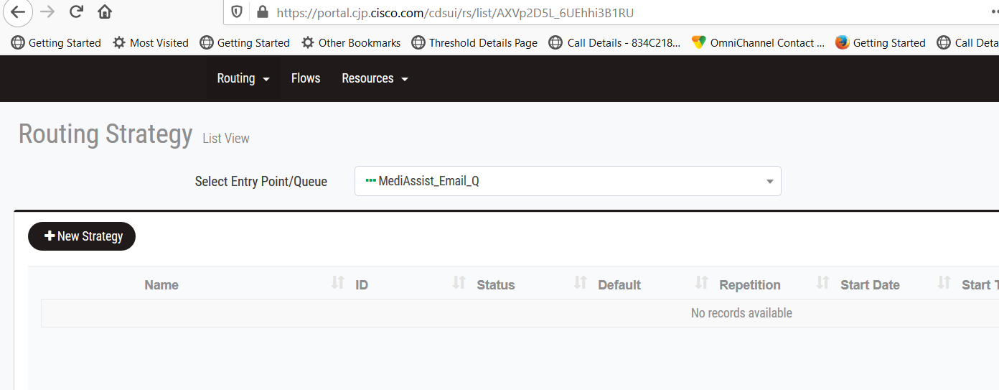 https://portal.cjp.cisco.com/cdsui/rs/list/AXVp2D5L_6UEhhi3B1RU
Getting Started Most Visited Getting Started Other Bookmarks Threshold Details Page Call Details - 834C218... OmniChannel Contact ... Getting Started Call Deta
Routing Flows Resources
Routing Strategy List View
Select Entry Point/Queue MediAssist_Email_Q
New Strategy
Name ID Status Default Repetition Start Date Start T
No records available